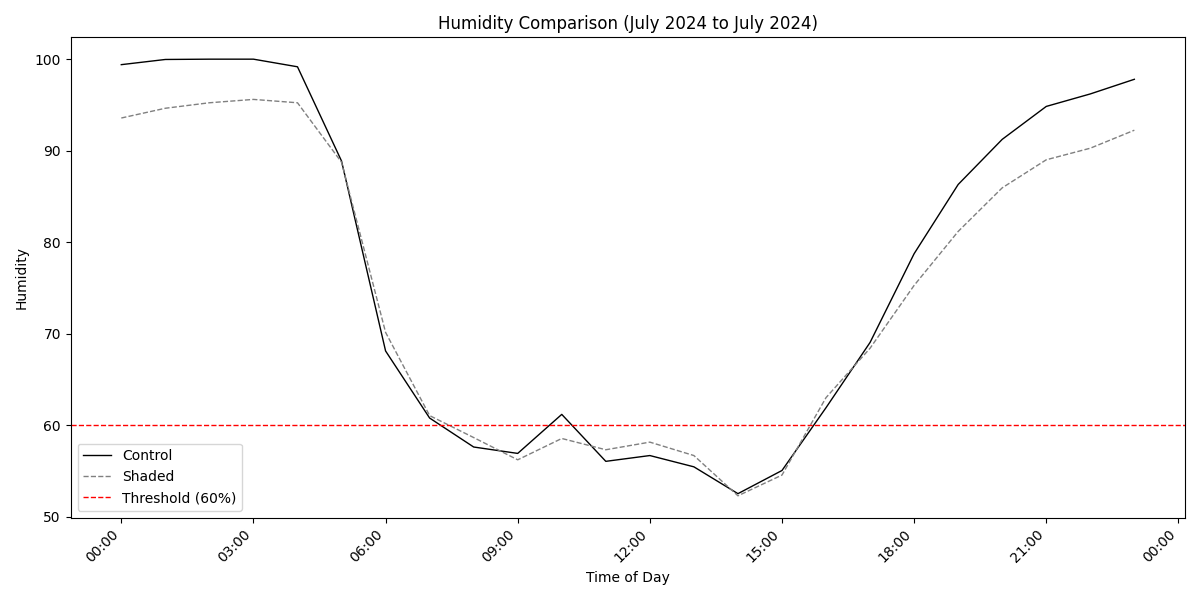 Humidity Comparison (July 2024 to July 2024)
100
90
80
70
60
50
Humidity
Control
Shaded
Threshold (60%)
00:00
03:00
06:00
09:00
12:00
15:00
18:00
21:00
00:00
Time of Day